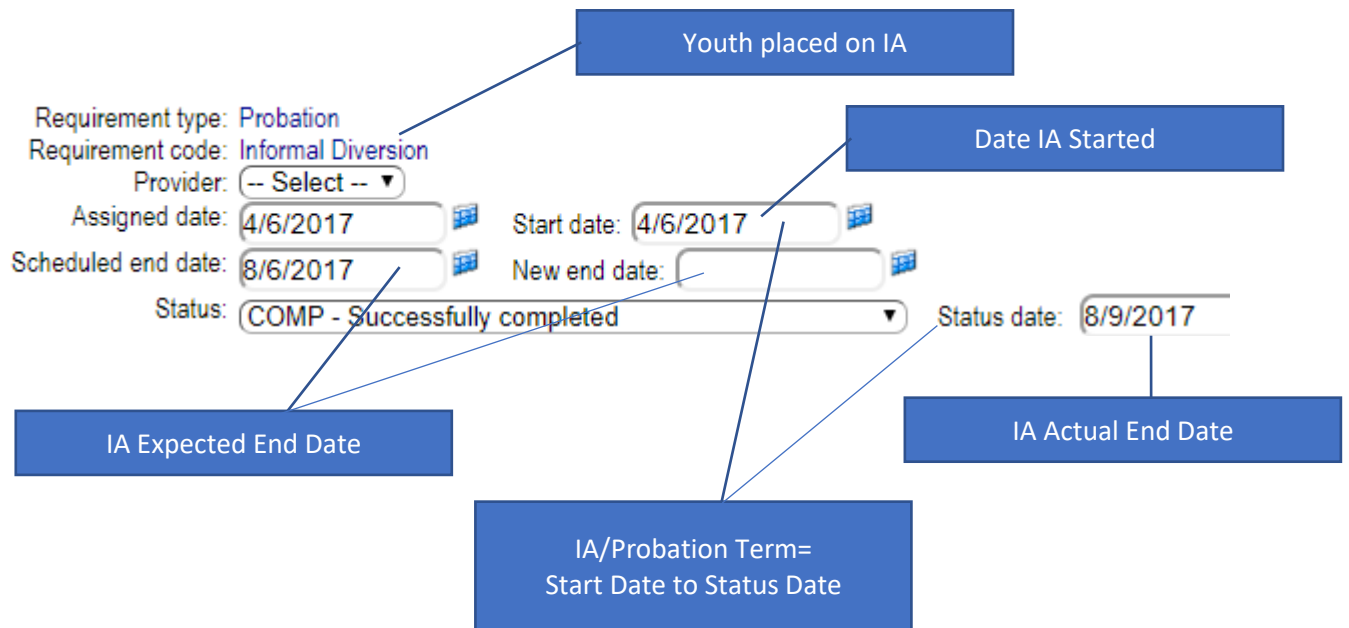 Youth placed on IA
Requirement type: Probation
Date IA Started
Requirement code: Informal Diversion
Provider: -- Select --
Assigned date: 4/6/2017 Start date: 4/6/2017
Scheduled end date: 8/6/2017 New end date:
Status: COMP - Successfully completed Status date: 8/9/2017
IA Expected End Date
IA Actual End Date
IA/Probation Term=
Start Date to Status Date